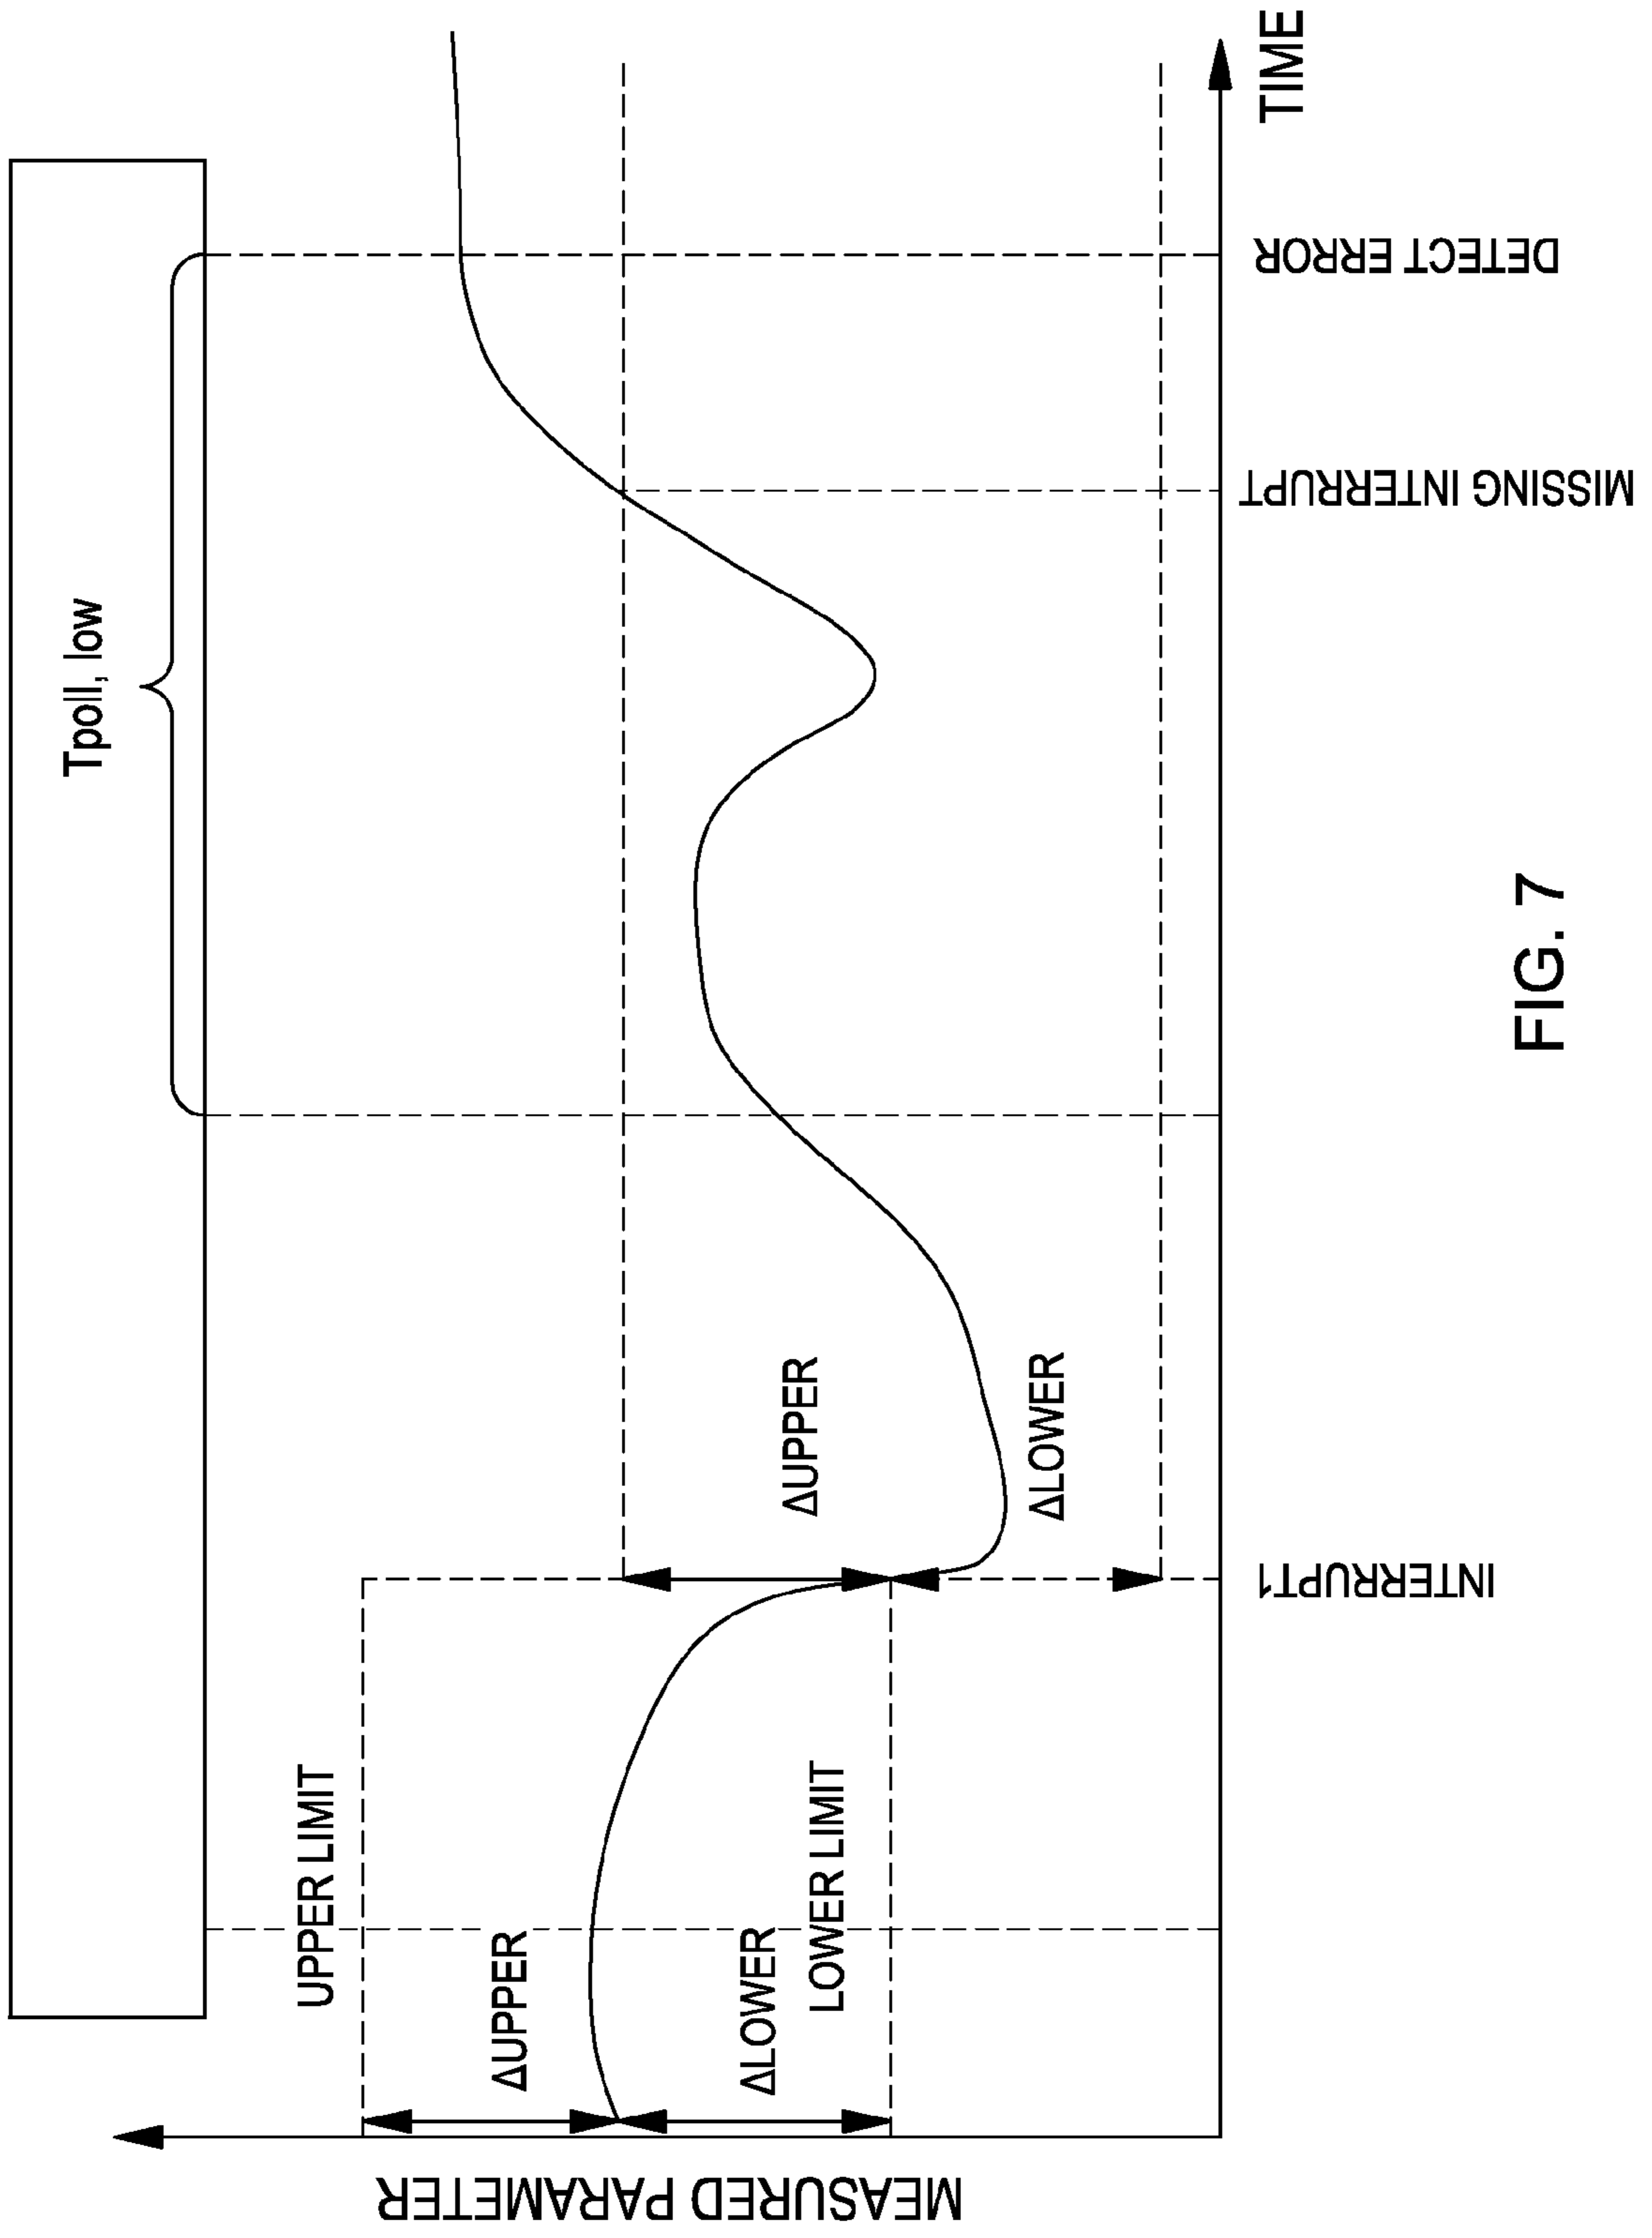 Tpoll, low
UPPER LIMIT
ΔUPPER
ΔLOWER
LOWER LIMIT
ΔUPPER
ΔLOWER
MEASURED PARAMETER
INTERRUPT1
MISSING INTERRUPT
DETECT ERROR
TIME
FIG. 7